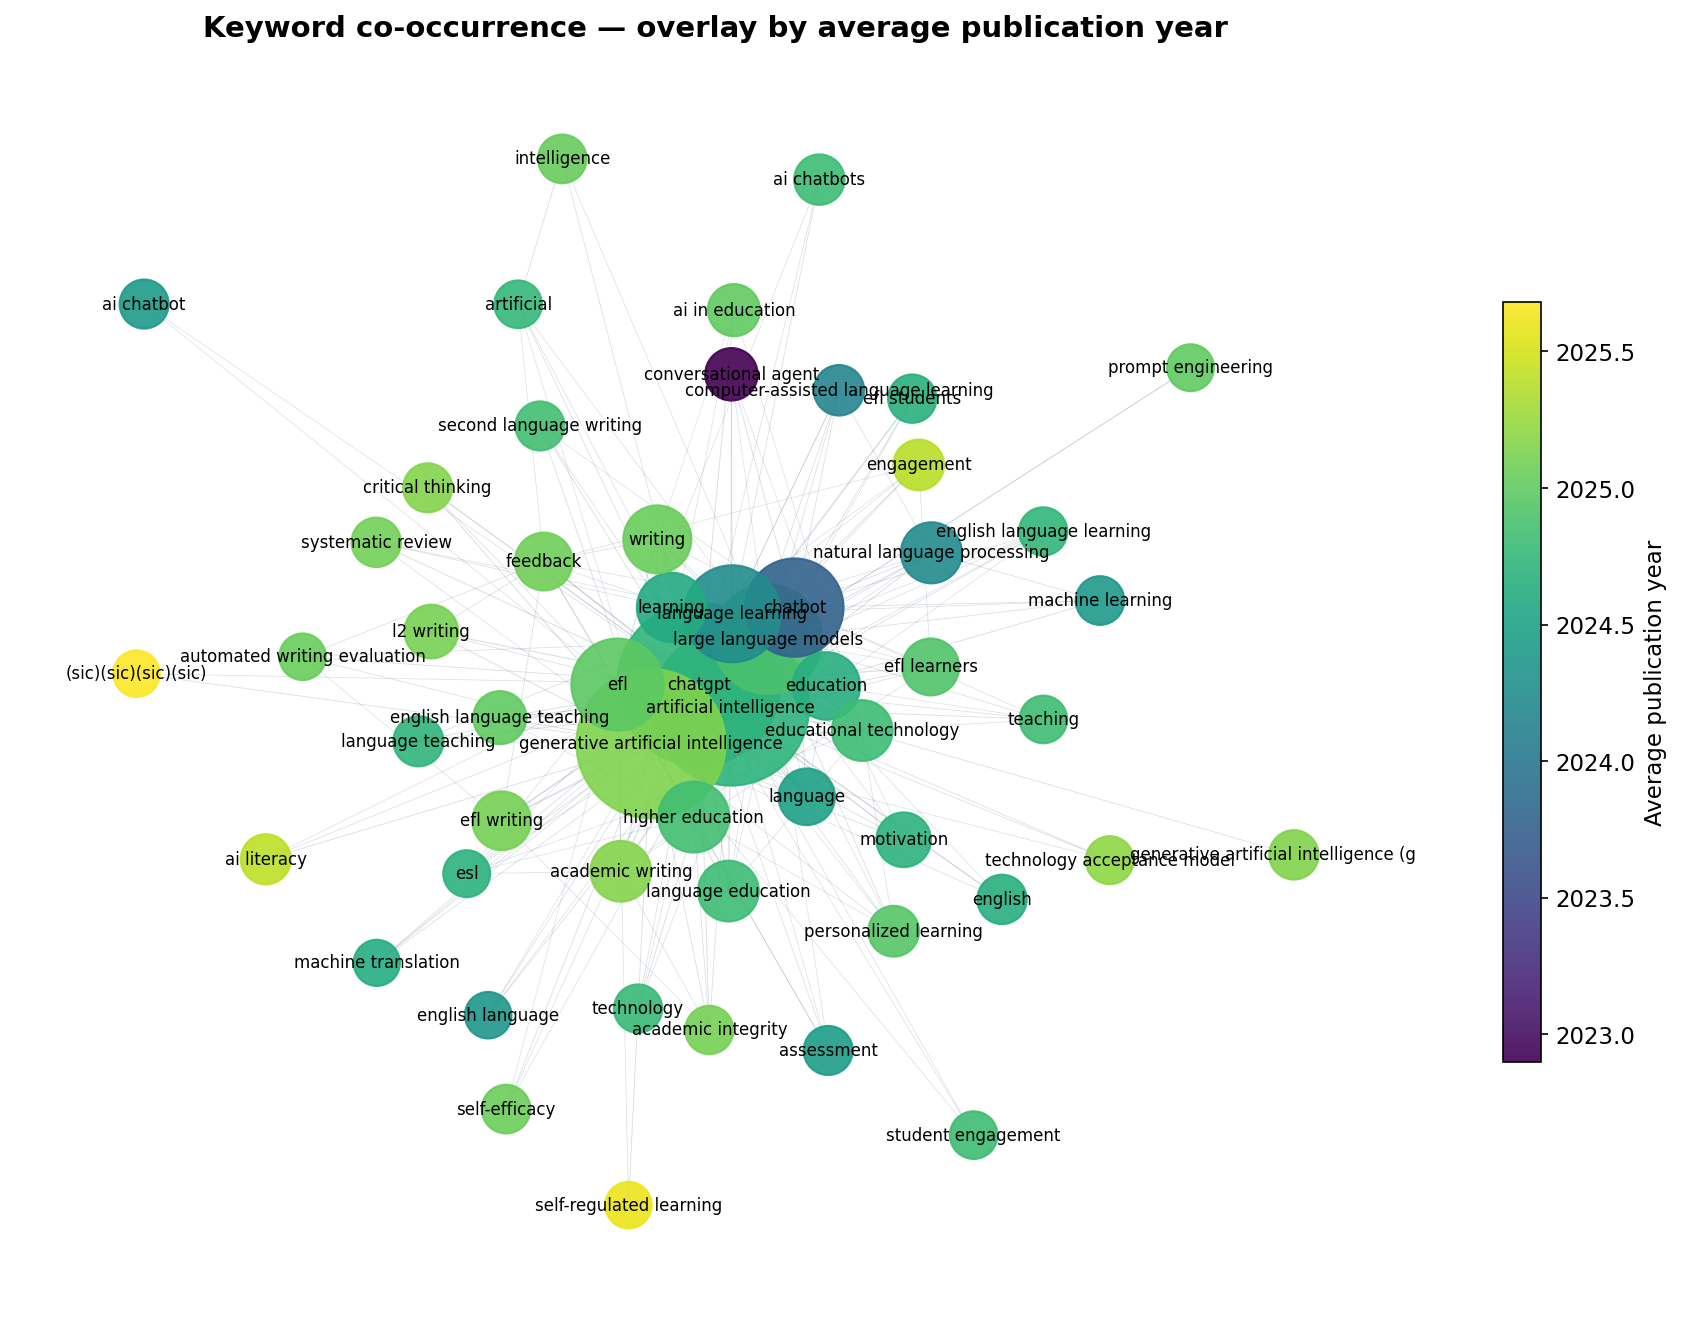 Keyword co-occurrence — overlay by average publication year
intelligence
ai chatbots
ai chatbot
artificial
ai in education
prompt engineering
conversational agent
computer-assisted language learning
efl students
second language writing
engagement
critical thinking
english language learning
systematic review
writing
natural language processing
feedback
machine learning
learning
chatbot
language learning
l2 writing
large language models
automated writing evaluation
efl learners
(sic)(sic)(sic)(sic)
efl
chatgpt
education
artificial intelligence
english language teaching
teaching
educational technology
language teaching
generative artificial intelligence
language
higher education
efl writing
motivation
ai literacy
technology acceptance model
generative artificial intelligence (g
esl
academic writing
language education
english
personalized learning
machine translation
technology
english language
academic integrity
assessment
self-efficacy
student engagement
self-regulated learning
2025.5
2025.0
2024.5
2024.0
2023.5
2023.0
Average publication year